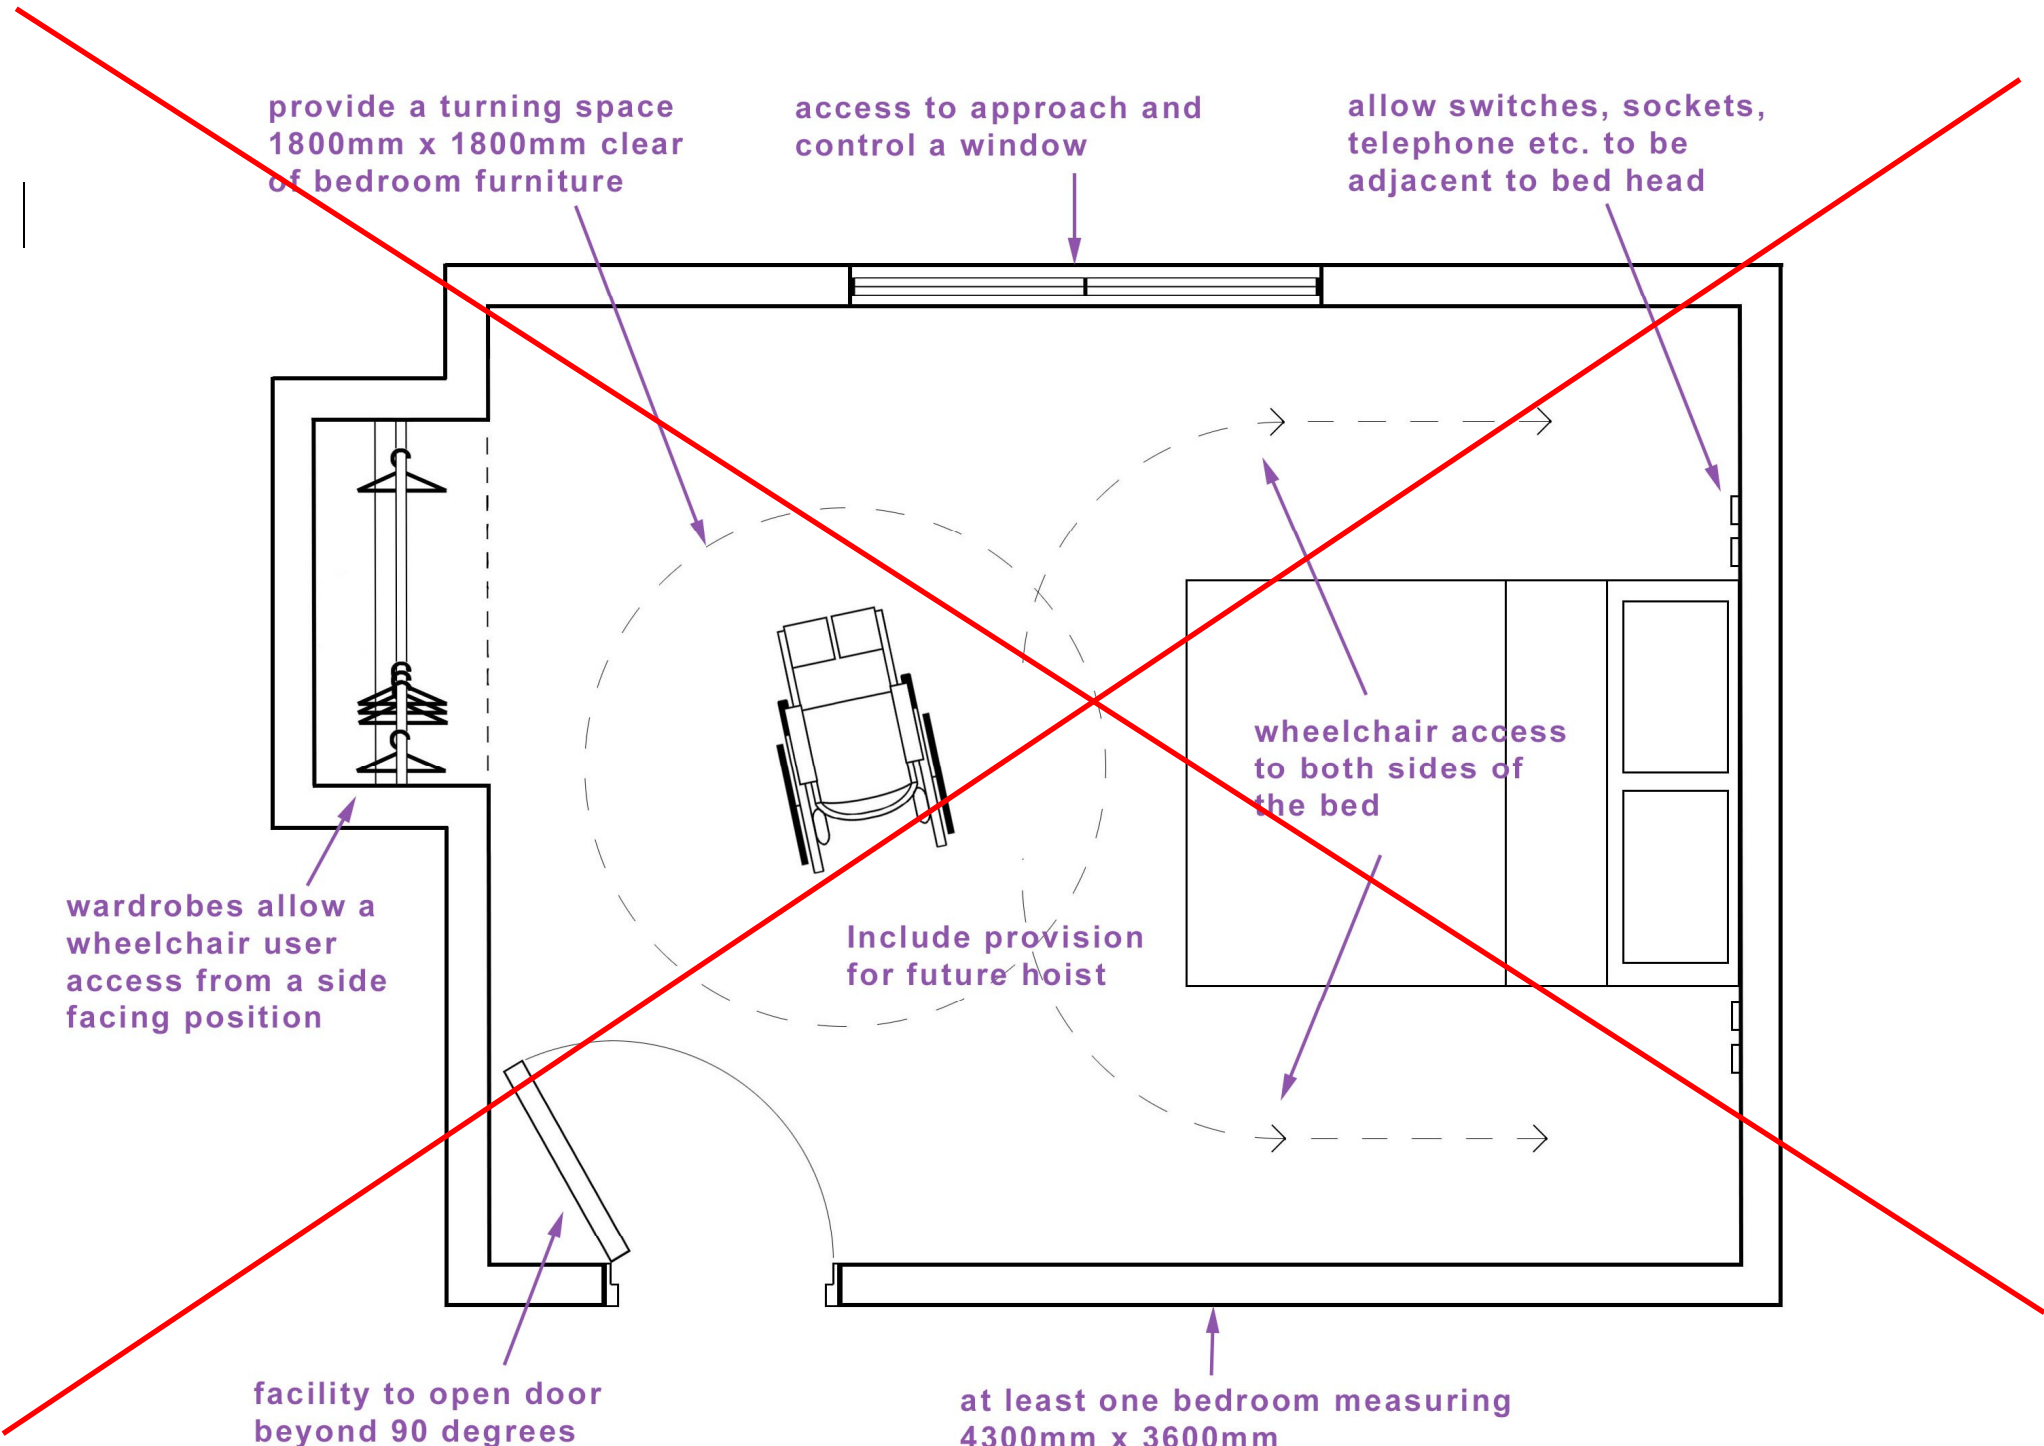 provide a turning space
1800mm x 1800mm clear
of bedroom furniture
access to approach and
control a window
allow switches, sockets,
telephone etc. to be
adjacent to bed head
wheelchair access
to both sides of
the bed
wardrobes allow a
wheelchair user
access from a side
facing position
Include provision
for future hoist
facility to open door
beyond 90 degrees
at least one bedroom measuring
4300mm x 3600mm